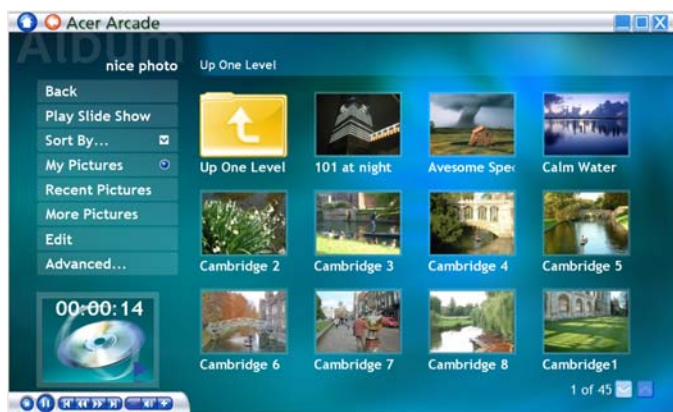 Acer Arcade
Album
nice photo
Up One Level
Back
Play Slide Show
Sort By...
My Pictures
Recent Pictures
More Pictures
Edit
Advanced...
00:00:14
Up One Level
101 at night
Avesome Spe
Calm Water
Cambridge 2
Cambridge 3
Cambridge 4
Cambridge 5
Cambridge 6
Cambridge 7
Cambridge 8
Cambridge1
1 of 45